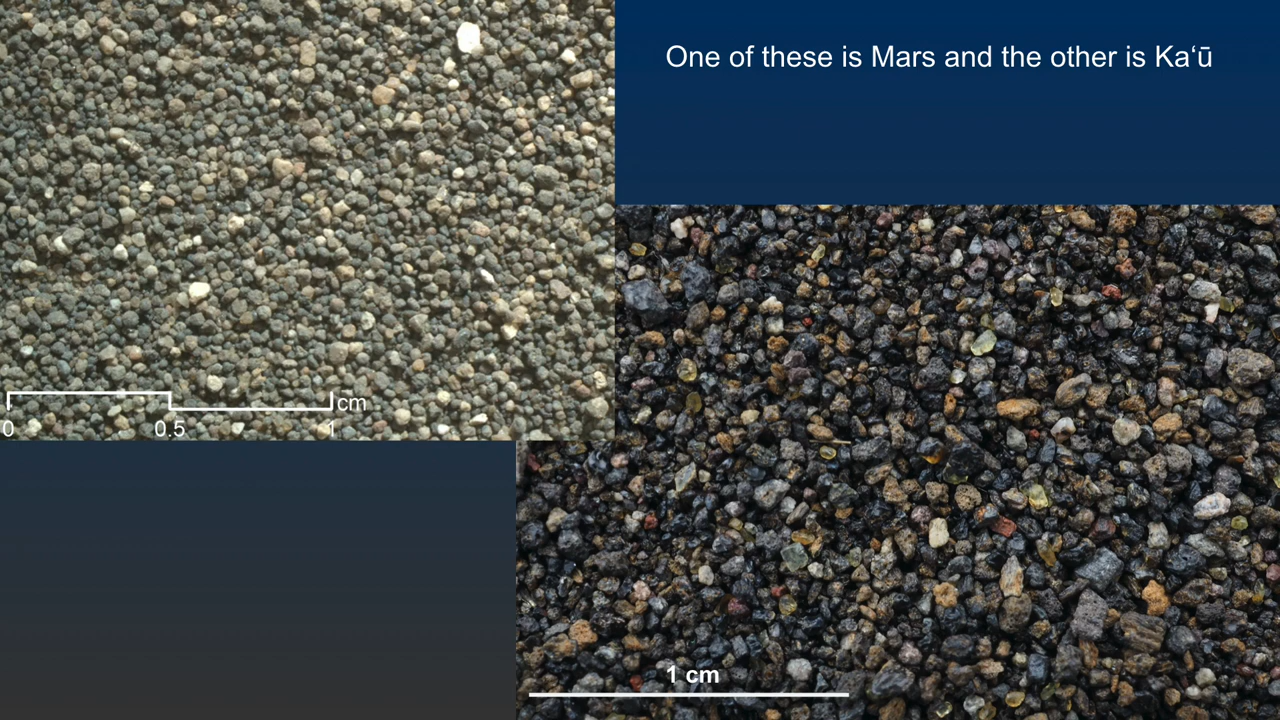 One of these is Mars and the other is Kaʻū
cm
0 0.5 1
1 cm